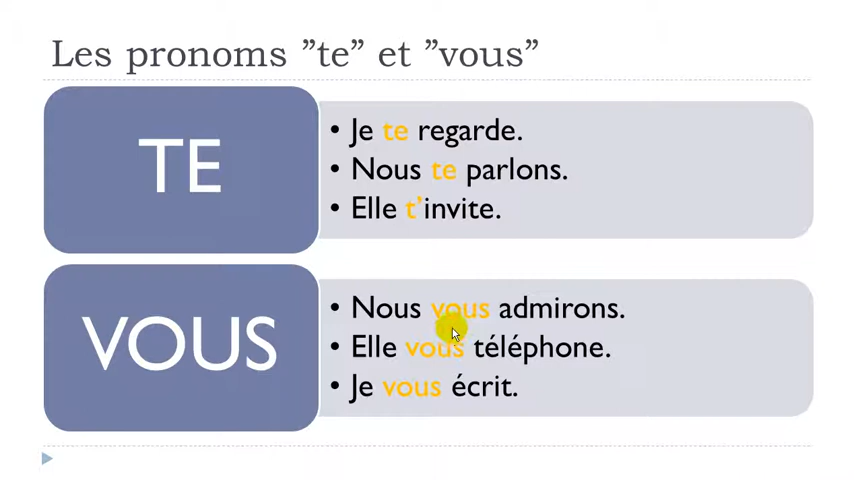 Les pronoms ”te” et ”vous”
TE
• Je te regarde.
• Nous te parlons.
• Elle t’invite.
VOUS
• Nous vous admirons.
• Elle vous téléphone.
• Je vous écrit.